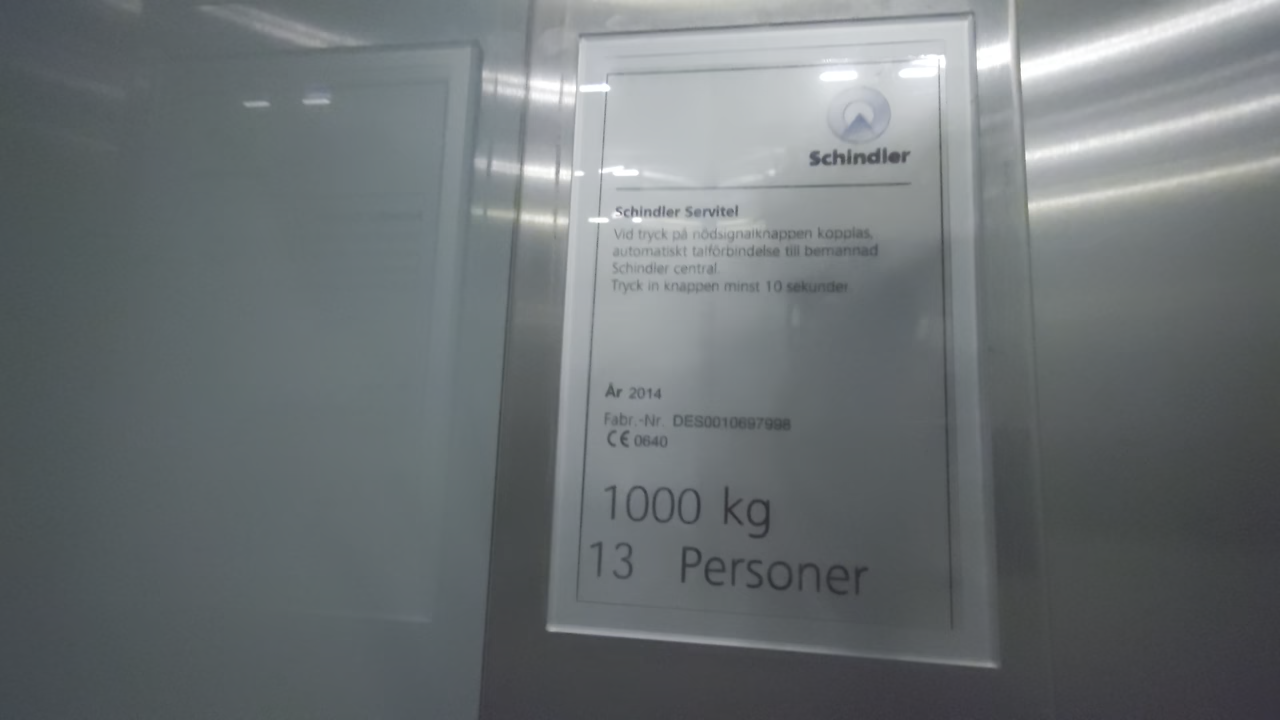 Schindler
Schindler Servitel
Vid tryck på nödsignalknappen kopplas,
automatiskt talförbindelse till bemannad
Schindler central.
Tryck in knappen minst 10 sekunder
År 2014
Fabr.-Nr. DES0010697998
CE 0640
1000 kg
13 Personer